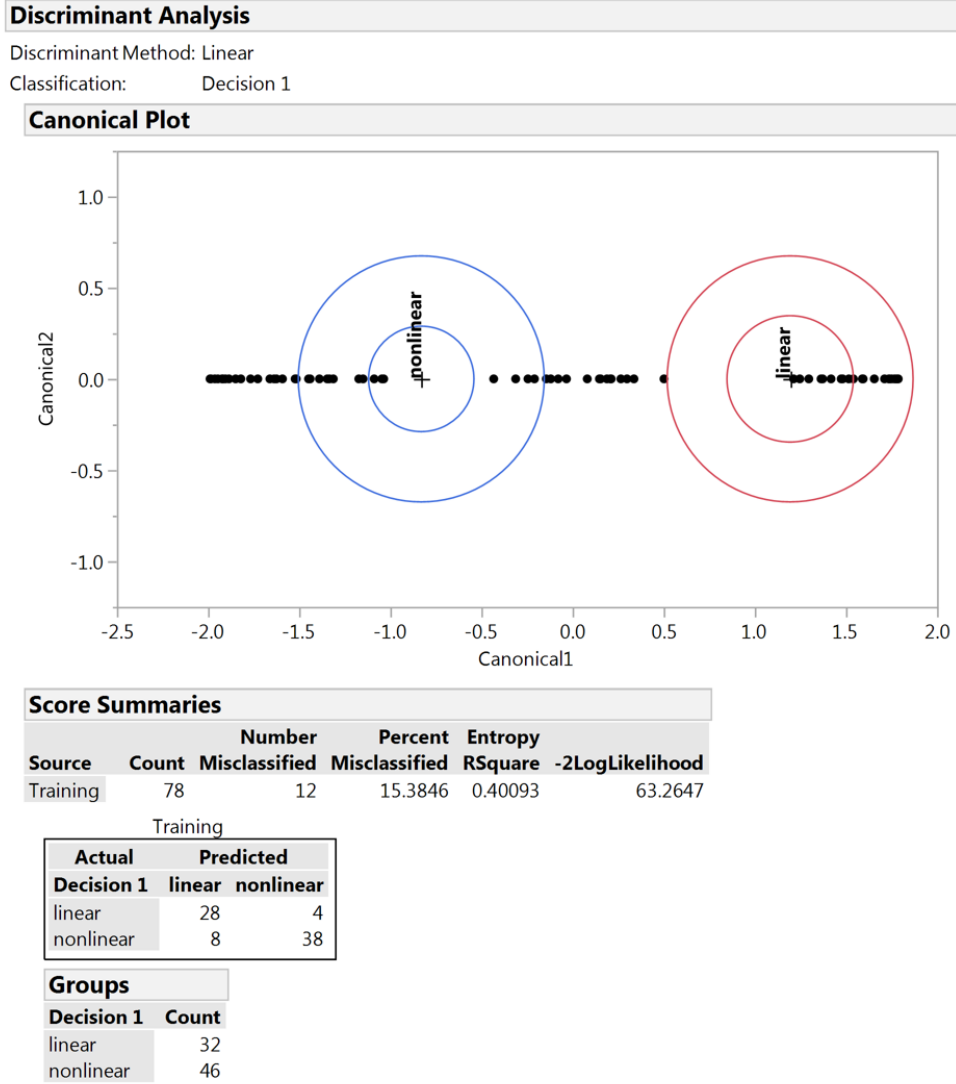 Discriminant Analysis
Discriminant Method: Linear
Classification: Decision 1
Canonical Plot
1.0
0.5
0.0
-0.5
-1.0
Canonical2
nonlinear
linear
-2.5 -2.0 -1.5 -1.0 -0.5 0.0 0.5 1.0 1.5 2.0
Canonical1
Score Summaries
Number Percent Entropy
Source Count Misclassified Misclassified RSquare -2LogLikelihood
Training 78 12 15.3846 0.40093 63.2647
Training
Actual Predicted
Decision 1 linear nonlinear
linear 28 4
nonlinear 8 38
Groups
Decision 1 Count
linear 32
nonlinear 46